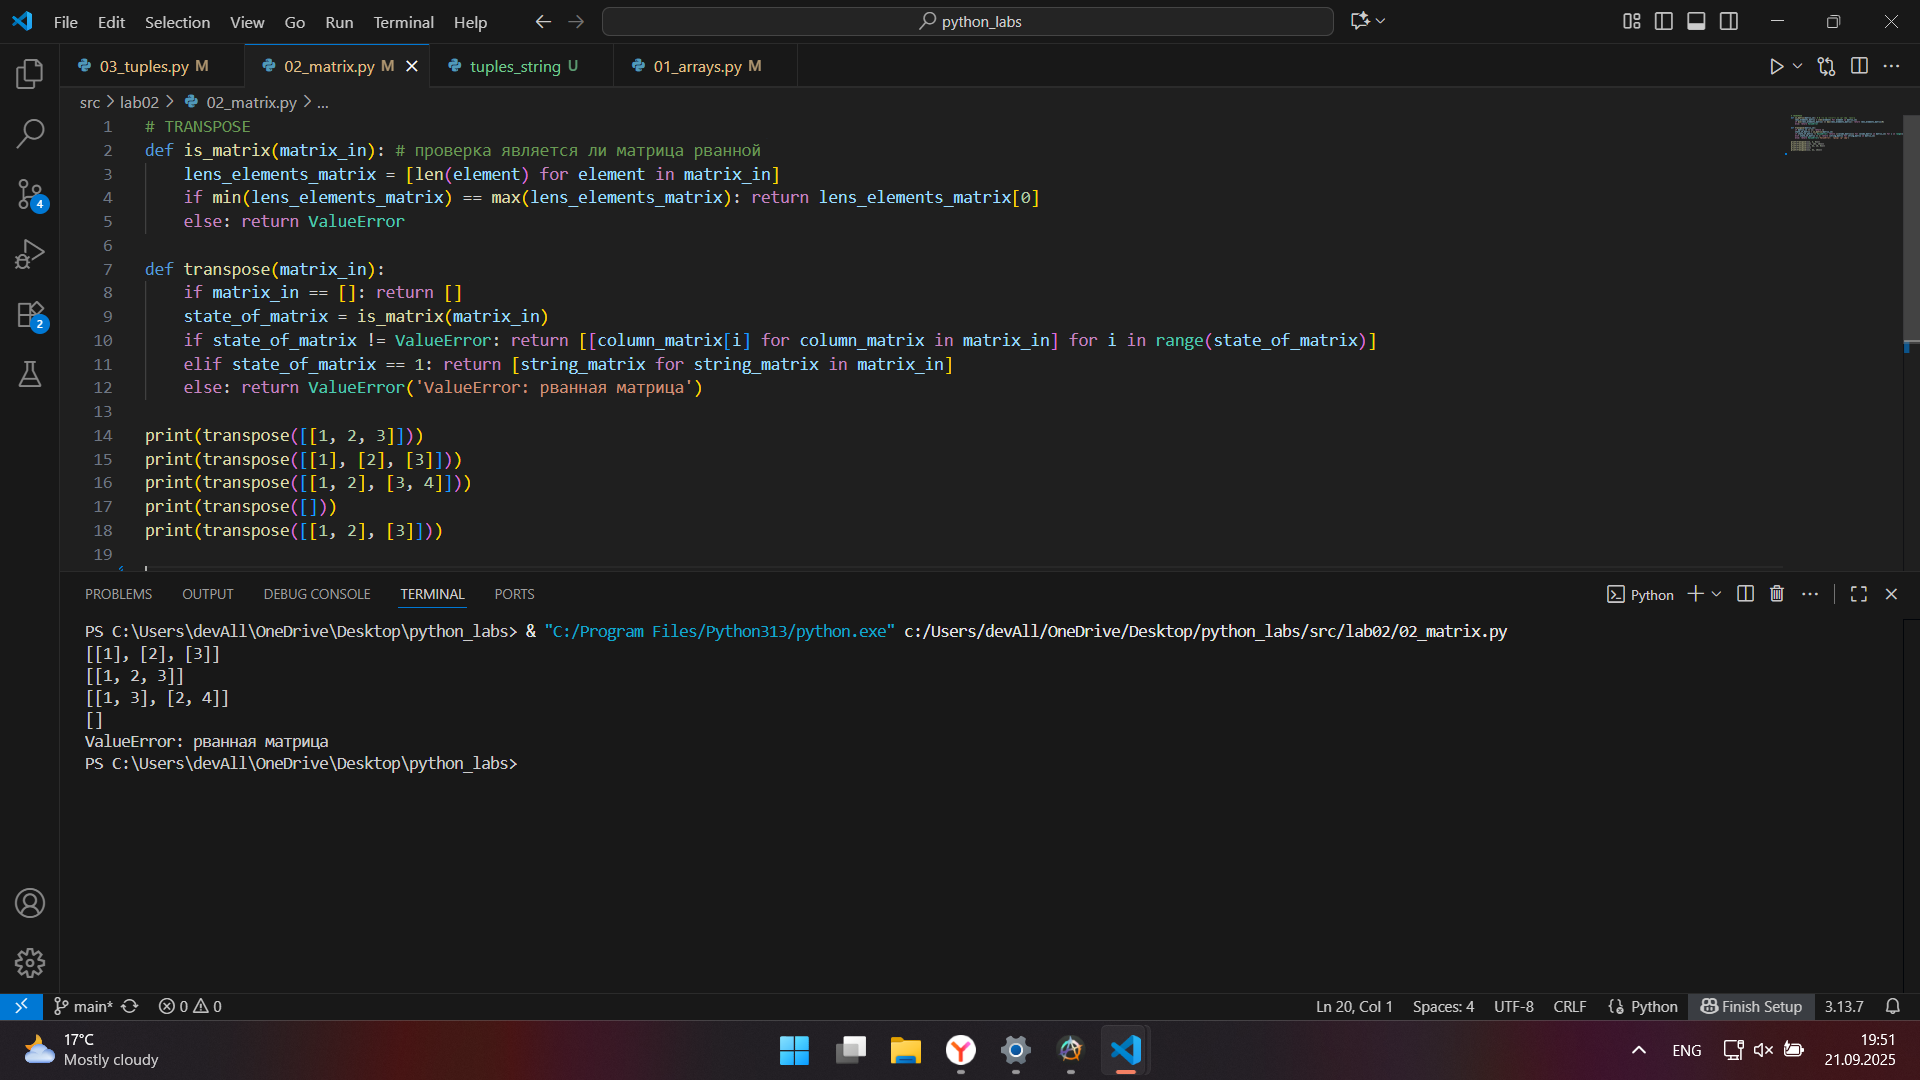 File Edit Selection View Go Run Terminal Help python_labs
03_tuples.py M 02_matrix.py M tuples_string U 01_arrays.py M
src > lab02 > 02_matrix.py > ...
1 # TRANSPOSE
2 def is_matrix(matrix_in): # проверка является ли матрица рванной
3 lens_elements_matrix = [len(element) for element in matrix_in]
4 if min(lens_elements_matrix) == max(lens_elements_matrix): return lens_elements_matrix[0]
5 else: return ValueError
6
7 def transpose(matrix_in):
8 if matrix_in == []: return []
9 state_of_matrix = is_matrix(matrix_in)
10 if state_of_matrix != ValueError: return [[column_matrix[i] for column_matrix in matrix_in] for i in range(state_of_matrix)]
11 elif state_of_matrix == 1: return [string_matrix for string_matrix in matrix_in]
12 else: return ValueError('ValueError: рванная матрица')
13
14 print(transpose([[1, 2, 3]]))
15 print(transpose([[1], [2], [3]]))
16 print(transpose([[1, 2], [3, 4]]))
17 print(transpose([]))
18 print(transpose([[1, 2], [3]]))
19
4
2
PROBLEMS OUTPUT DEBUG CONSOLE TERMINAL PORTS Python
PS C:\Users\devAll\OneDrive\Desktop\python_labs> & "C:/Program Files/Python313/python.exe" c:/Users/devAll/OneDrive/Desktop/python_labs/src/lab02/02_matrix.py
[[1], [2], [3]]
[[1, 2, 3]]
[[1, 3], [2, 4]]
[]
ValueError: рванная матрица
PS C:\Users\devAll\OneDrive\Desktop\python_labs>
main* 0 0 Ln 20, Col 1 Spaces: 4 UTF-8 CRLF Python Finish Setup 3.13.7
17°C
Mostly cloudy
ENG
19:51
21.09.2025